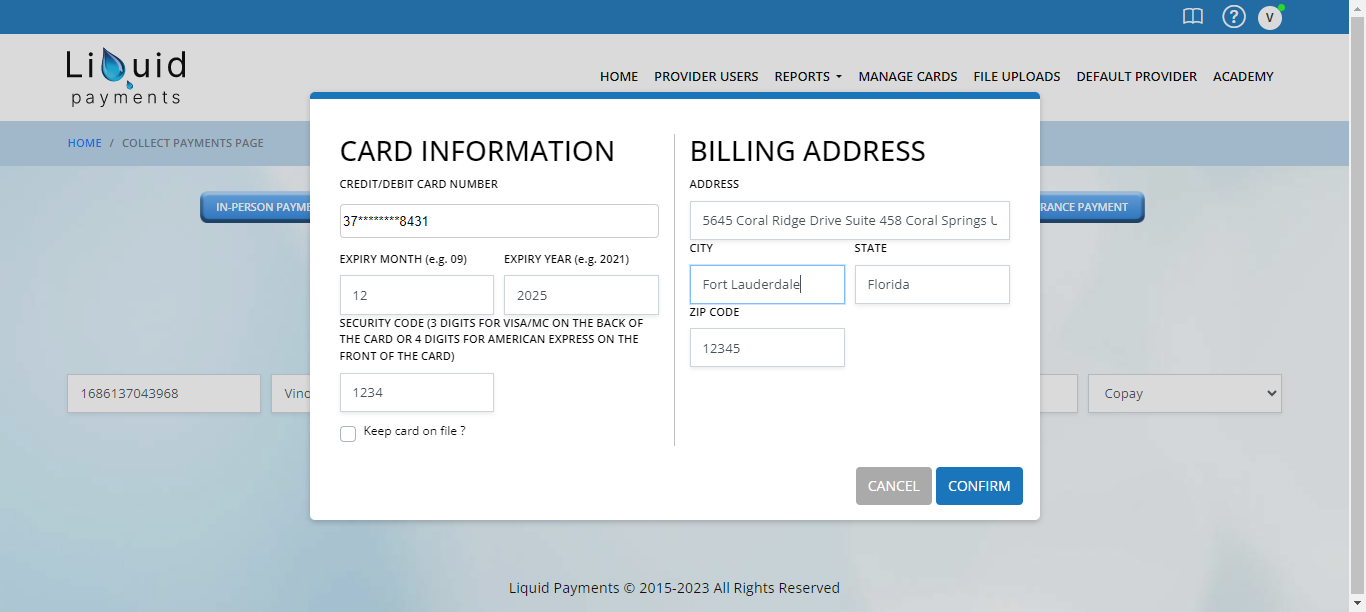 ?
V
Liquid
payments
HOME PROVIDER USERS REPORTS MANAGE CARDS FILE UPLOADS DEFAULT PROVIDER ACADEMY
HOME / COLLECT PAYMENTS PAGE
IN-PERSON PAYME
RANCE PAYMENT
CARD INFORMATION
CREDIT/DEBIT CARD NUMBER
37********8431
EXPIRY MONTH (e.g. 09) EXPIRY YEAR (e.g. 2021)
12 2025
SECURITY CODE (3 DIGITS FOR VISA/MC ON THE BACK OF
THE CARD OR 4 DIGITS FOR AMERICAN EXPRESS ON THE
FRONT OF THE CARD)
1234
Keep card on file ?
BILLING ADDRESS
ADDRESS
5645 Coral Ridge Drive Suite 458 Coral Springs U
CITY STATE
Fort Lauderdale Florida
ZIP CODE
12345
CANCEL CONFIRM
1686137043968 Vino Copay
Liquid Payments © 2015-2023 All Rights Reserved